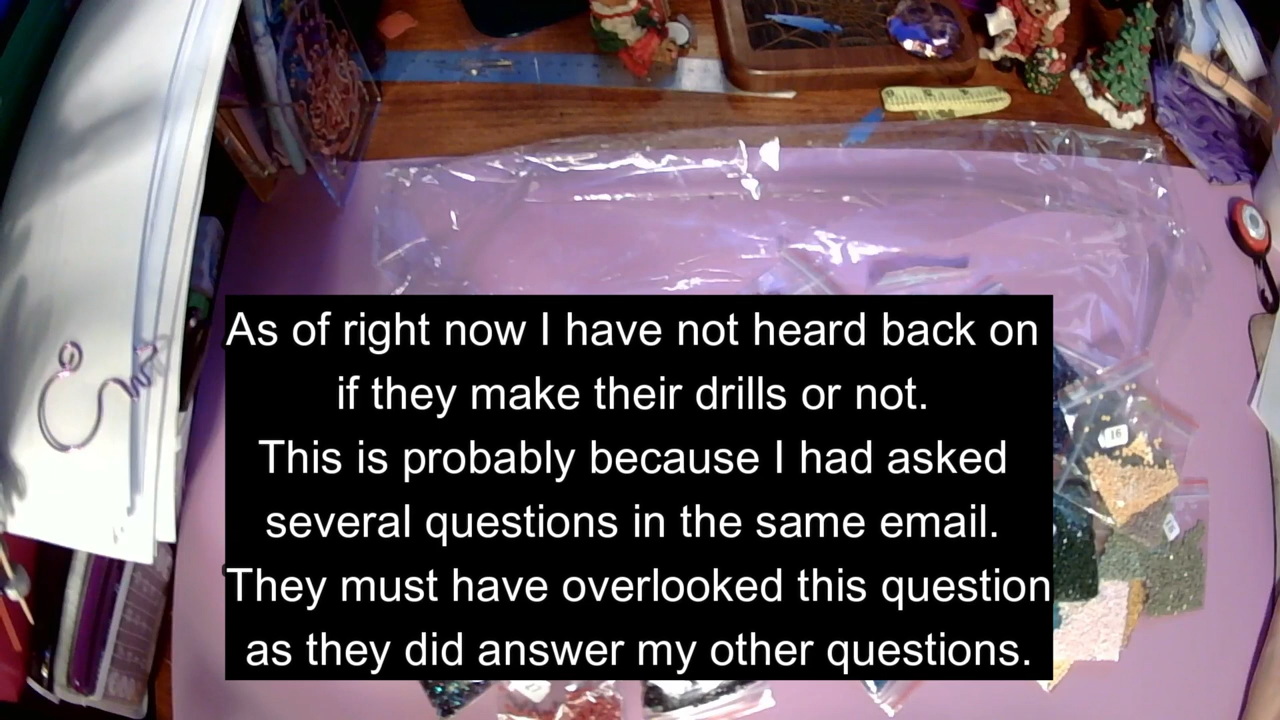 As of right now I have not heard back on
if they make their drills or not.
This is probably because I had asked
several questions in the same email.
They must have overlooked this question
as they did answer my other questions.
16